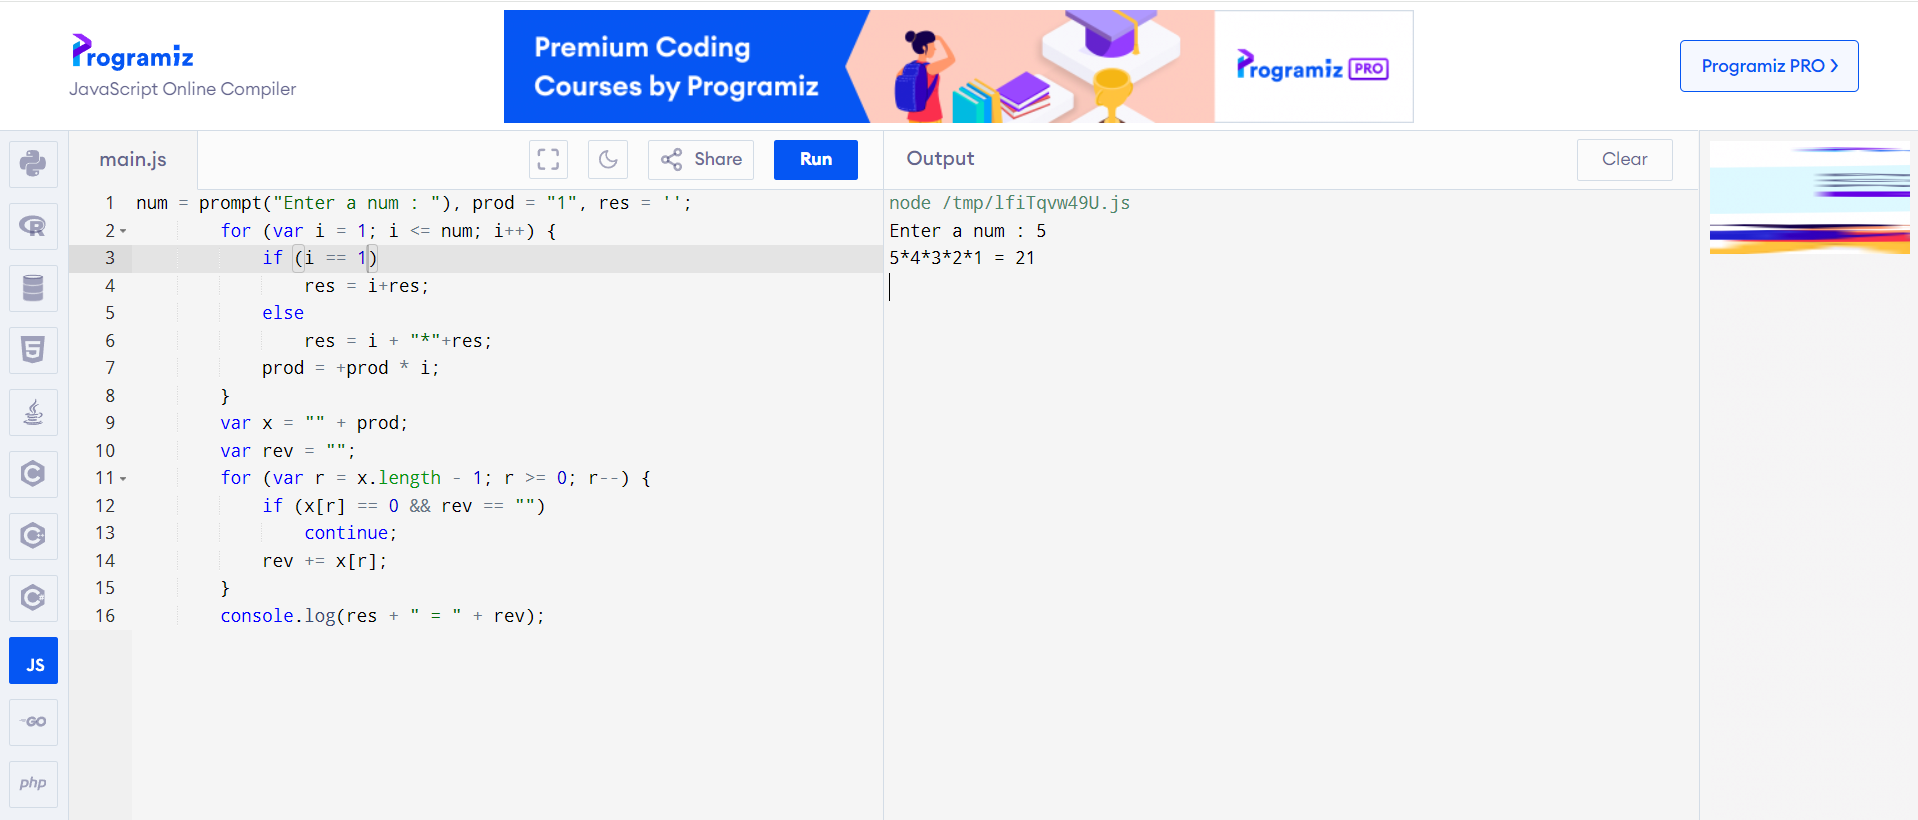 Programiz
JavaScript Online Compiler
Premium Coding
Courses by Programiz
Programiz PRO
Programiz PRO
main.js
Share
Run
Output
Clear
1 num = prompt("Enter a num : "), prod = "1", res = '';
2 for (var i = 1; i <= num; i++) {
3 if (i == 1)
4 res = i+res;
5 else
6 res = i + "*"+res;
7 prod = +prod * i;
8 }
9 var x = "" + prod;
10 var rev = "";
11 for (var r = x.length - 1; r >= 0; r--) {
12 if (x[r] == 0 && rev == "")
13 continue;
14 rev += x[r];
15 }
16 console.log(res + " = " + rev);
node /tmp/lfiTqvw49U.js
Enter a num : 5
5*4*3*2*1 = 21
R
5
C
C
C
JS
GO
php